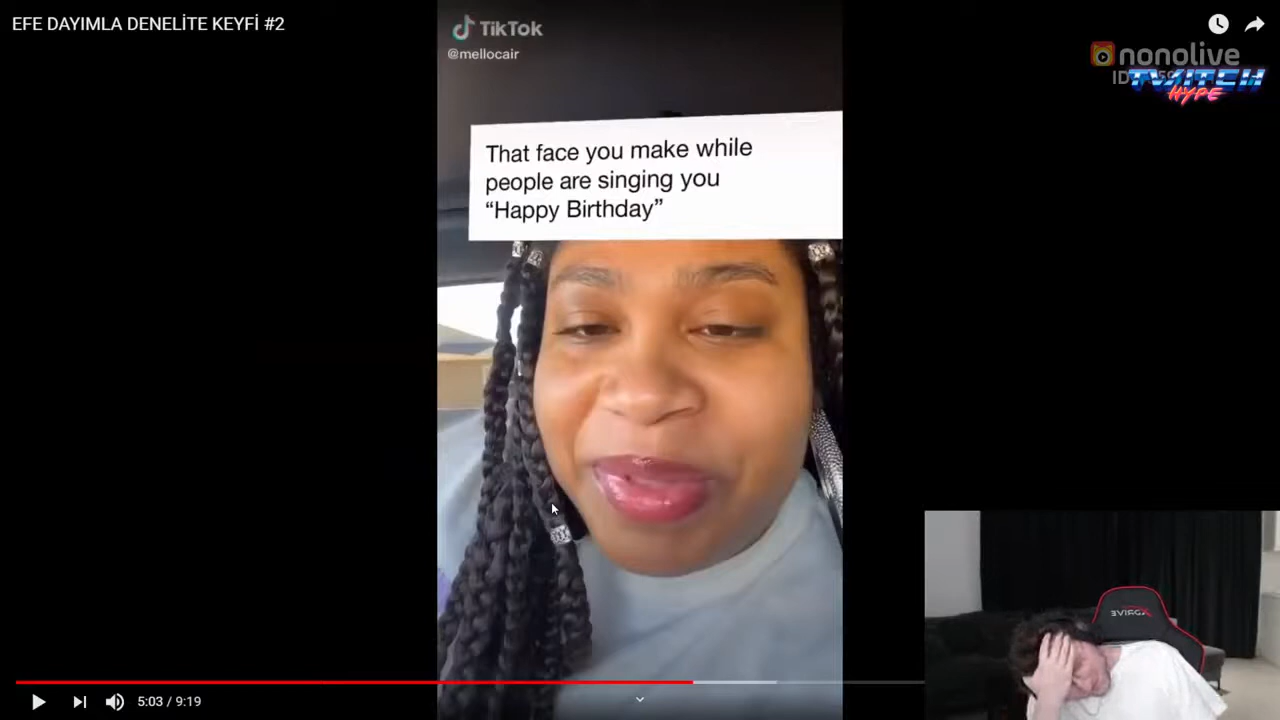 EFE DAYIMLA DENELİTE KEYFİ #2
TikTok
@mellocair
nonolive
TWITCH
HYPE
That face you make while
people are singing you
“Happy Birthday”
5:03 / 9:19